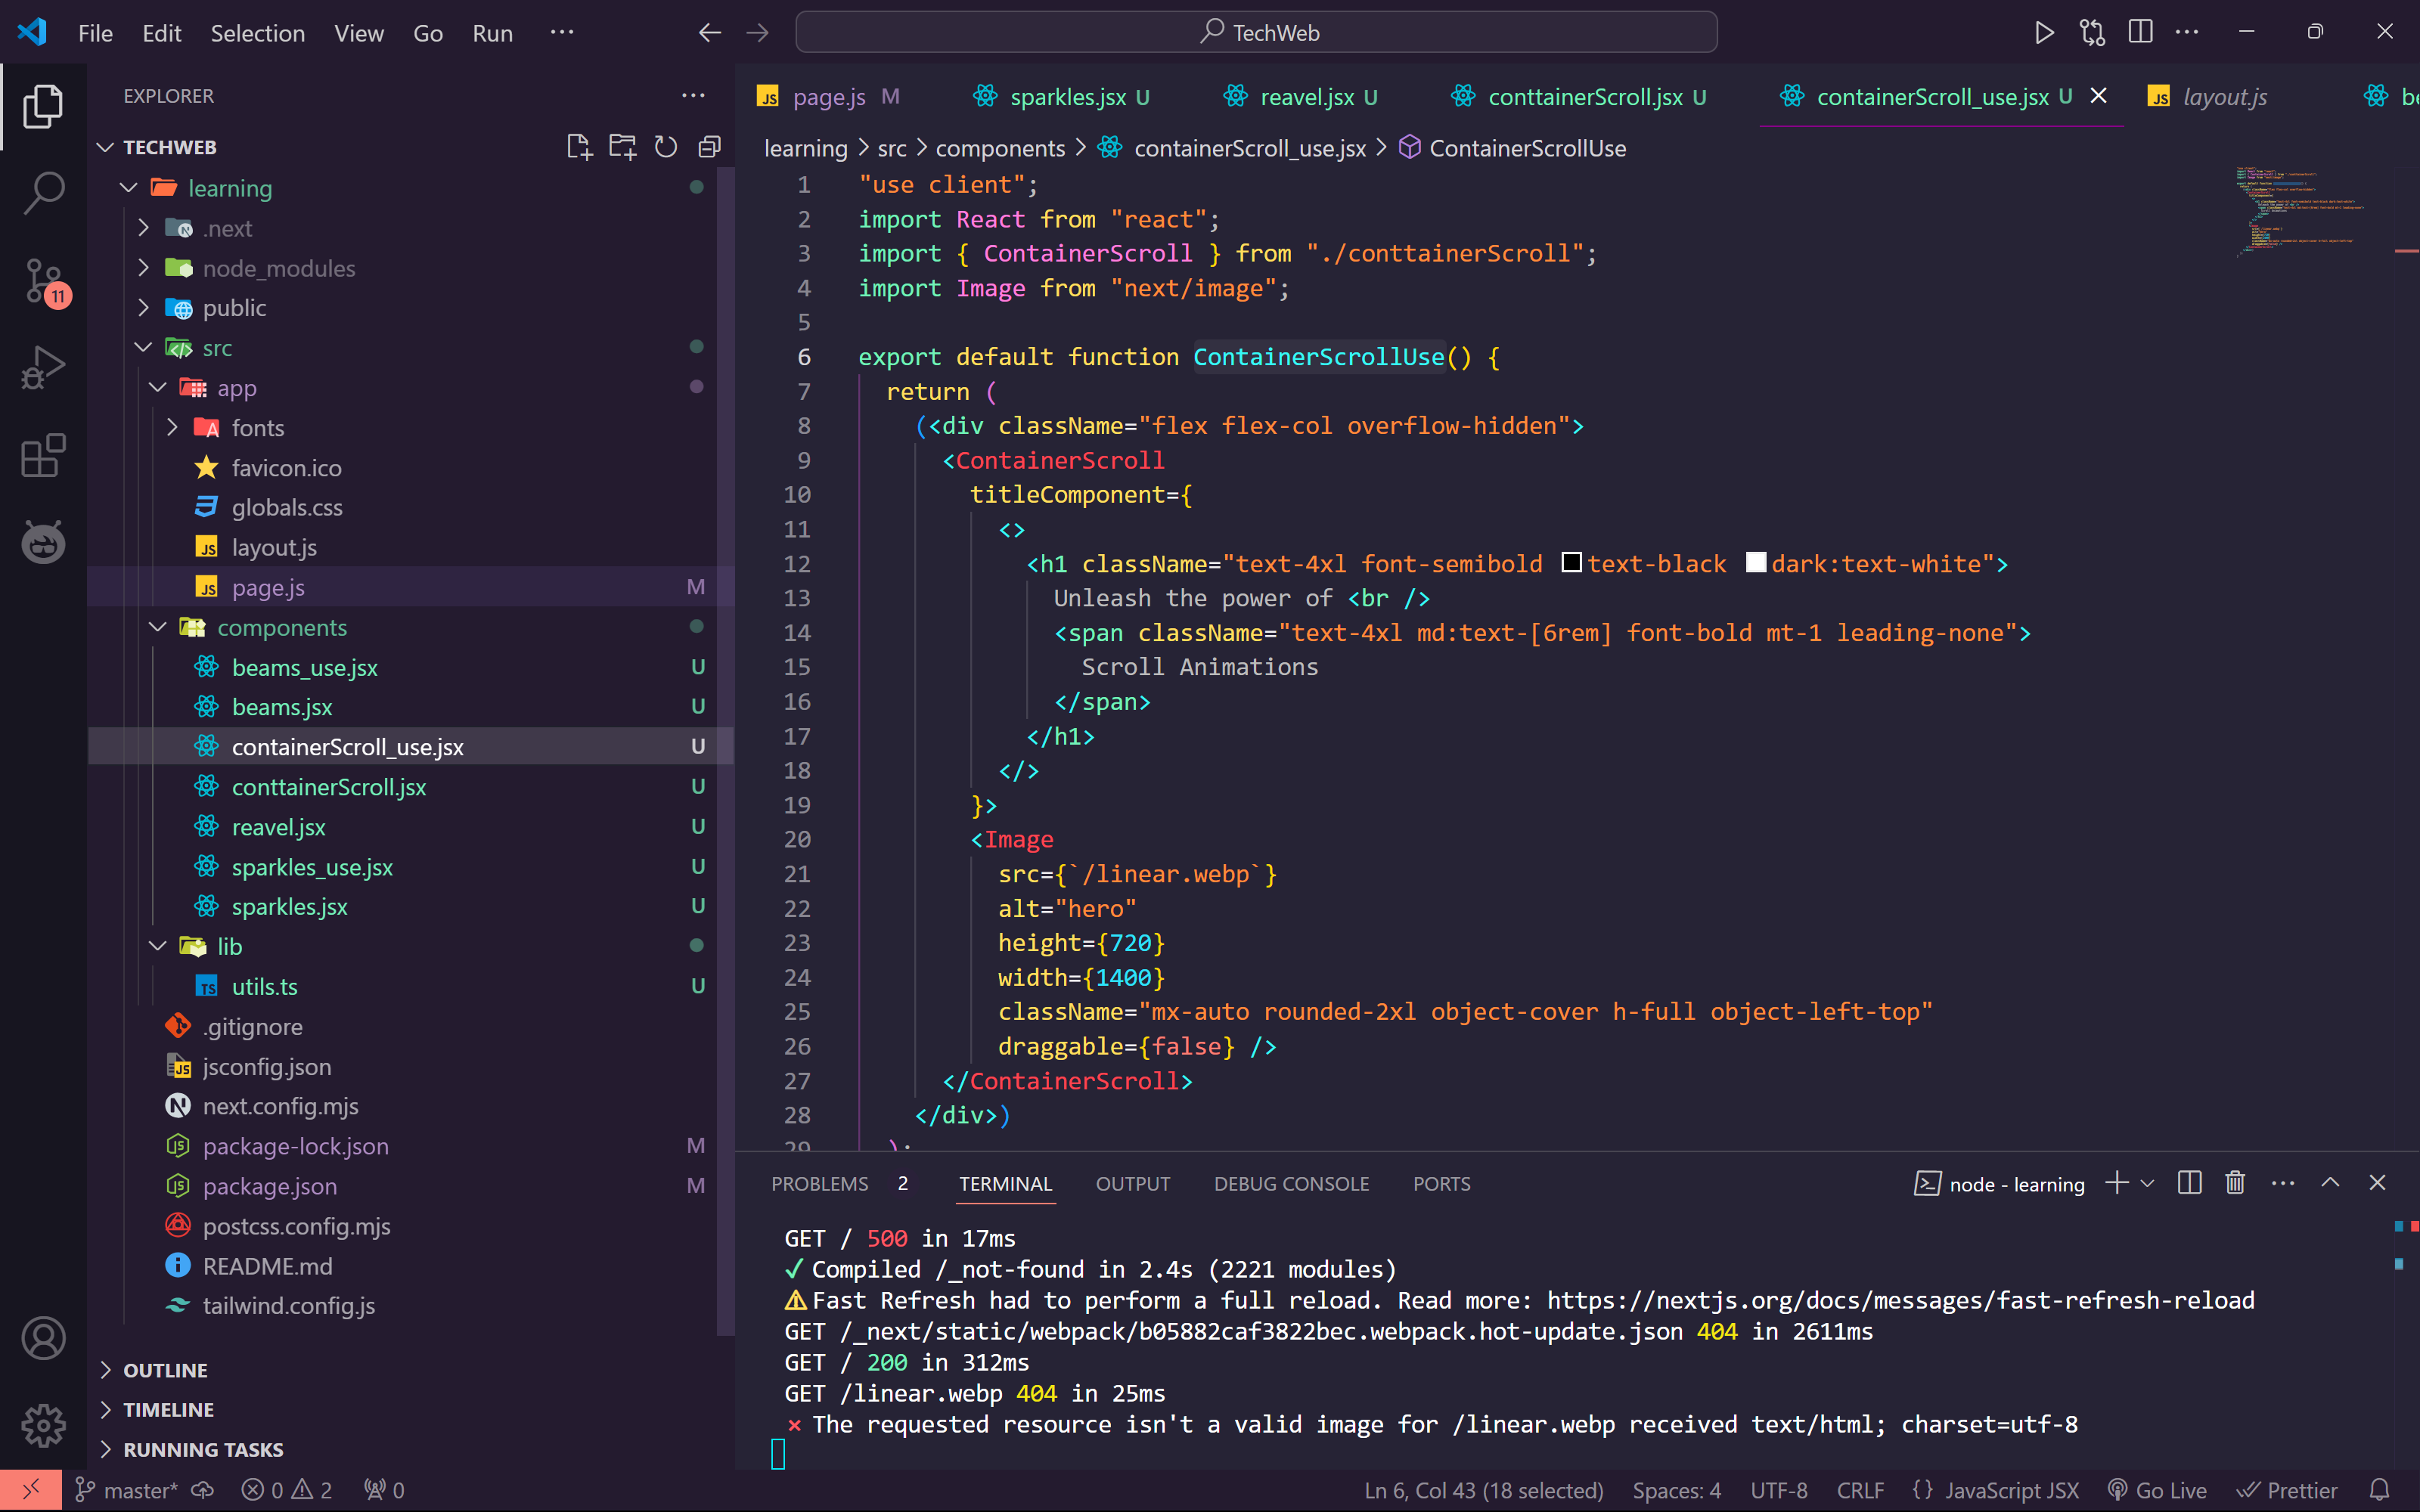 File Edit Selection View Go Run ···
TechWeb
EXPLORER
TECHWEB
learning
.next
node_modules
public
src
app
fonts
favicon.ico
globals.css
layout.js
page.js M
components
beams_use.jsx U
beams.jsx U
containerScroll_use.jsx U
conttainerScroll.jsx U
reavel.jsx U
sparkles_use.jsx U
sparkles.jsx U
lib
utils.ts U
.gitignore
jsconfig.json
next.config.mjs
package-lock.json M
package.json M
postcss.config.mjs
README.md
tailwind.config.js
OUTLINE
TIMELINE
RUNNING TASKS
11
page.js M sparkles.jsx U reavel.jsx U conttainerScroll.jsx U containerScroll_use.jsx U layout.js be
learning > src > components > containerScroll_use.jsx > ContainerScrollUse
1 "use client";
2 import React from "react";
3 import { ContainerScroll } from "./conttainerScroll";
4 import Image from "next/image";
5
6 export default function ContainerScrollUse() {
7 return (
8 (<div className="flex flex-col overflow-hidden">
9 <ContainerScroll
10 titleComponent={
11 <>
12 <h1 className="text-4xl font-semibold text-black dark:text-white">
13 Unleash the power of <br />
14 <span className="text-4xl md:text-[6rem] font-bold mt-1 leading-none">
15 Scroll Animations
16 </span>
17 </h1>
18 </>
19 }>
20 <Image
21 src={`/linear.webp`}
22 alt="hero"
23 height={720}
24 width={1400}
25 className="mx-auto rounded-2xl object-cover h-full object-left-top"
26 draggable={false} />
27 </ContainerScroll>
28 </div>)
29 );
PROBLEMS 2 TERMINAL OUTPUT DEBUG CONSOLE PORTS
node - learning
GET / 500 in 17ms
✓ Compiled /_not-found in 2.4s (2221 modules)
⚠ Fast Refresh had to perform a full reload. Read more: https://nextjs.org/docs/messages/fast-refresh-reload
GET /_next/static/webpack/b05882caf3822bec.webpack.hot-update.json 404 in 2611ms
GET / 200 in 312ms
GET /linear.webp 404 in 25ms
⨯ The requested resource isn't a valid image for /linear.webp received text/html; charset=utf-8
master* 0 2 0
Ln 6, Col 43 (18 selected) Spaces: 4 UTF-8 CRLF {} JavaScript JSX Go Live Prettier